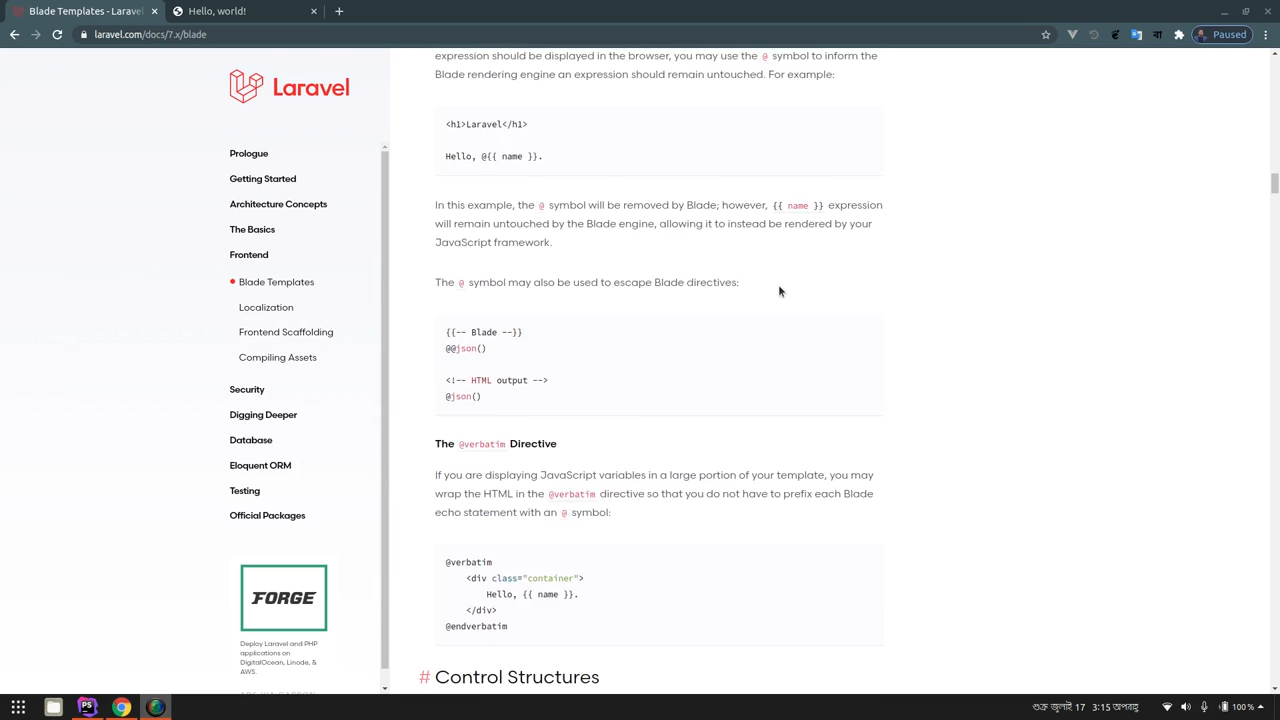 Blade Templates - Larave
Hello, world!
laravel.com/docs/7.x/blade
Paused
Laravel
Prologue
Getting Started
Architecture Concepts
The Basics
Frontend
Blade Templates
Localization
Frontend Scaffolding
Compiling Assets
Security
Digging Deeper
Database
Eloquent ORM
Testing
Official Packages
FORGE
Deploy Laravel and PHP
applications on
DigitalOcean, Linode, &
AWS.
expression should be displayed in the browser, you may use the @ symbol to inform the
Blade rendering engine an expression should remain untouched. For example:
<h1>Laravel</h1>
Hello, @{{ name }}.
In this example, the @ symbol will be removed by Blade; however, {{ name }} expression
will remain untouched by the Blade engine, allowing it to instead be rendered by your
JavaScript framework.
The @ symbol may also be used to escape Blade directives:
{{-- Blade --}}
@@json()
<!-- HTML output -->
@json()
The @verbatim Directive
If you are displaying JavaScript variables in a large portion of your template, you may
wrap the HTML in the @verbatim directive so that you do not have to prefix each Blade
echo statement with an @ symbol:
@verbatim
<div class="container">
Hello, {{ name }}.
</div>
@endverbatim
# Control Structures
PS
শুক্র জুলাই 17 3:15 অপরাহ্ন
100%